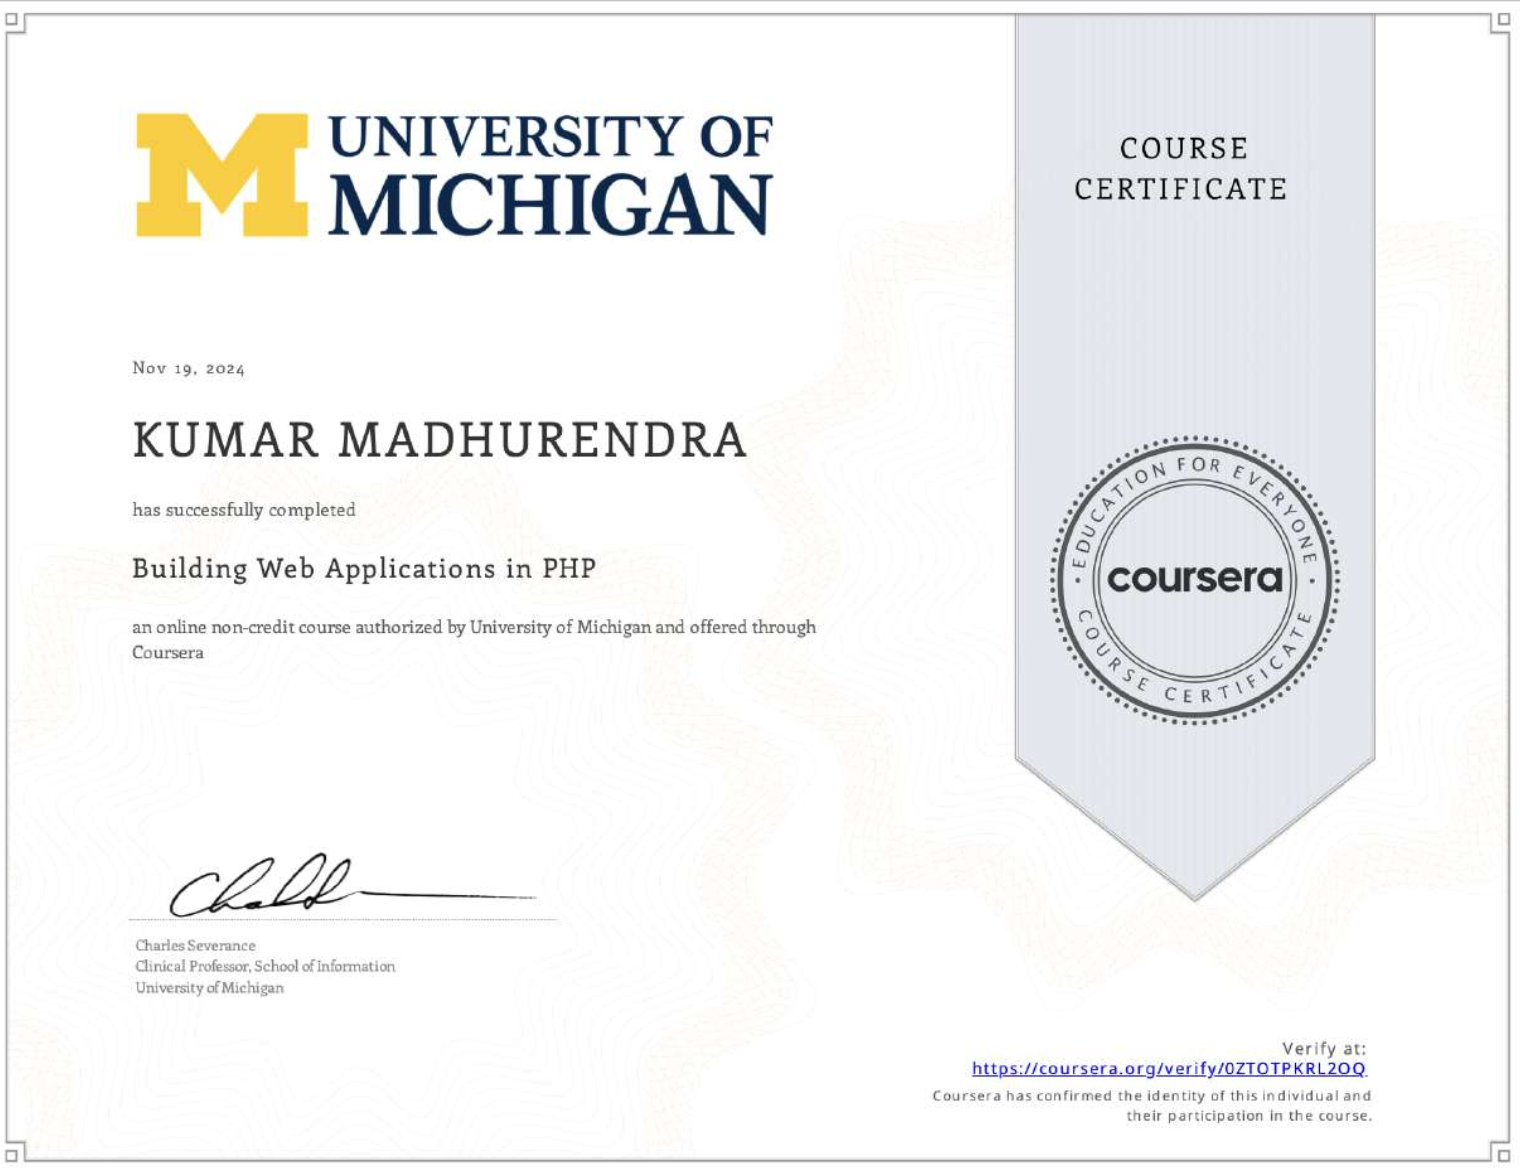 UNIVERSITY OF
MICHIGAN
COURSE
CERTIFICATE
Nov 19, 2024
KUMAR MADHURENDRA
has successfully completed
Building Web Applications in PHP
an online non-credit course authorized by University of Michigan and offered through
Coursera
EDUCATION FOR EVERYONE
coursera
COURSE CERTIFICATE
Charles Severance
Clinical Professor, School of Information
University of Michigan
Verify at:
https://coursera.org/verify/0ZTOTPKRL2OQ
Coursera has confirmed the identity of this individual and
their participation in the course.